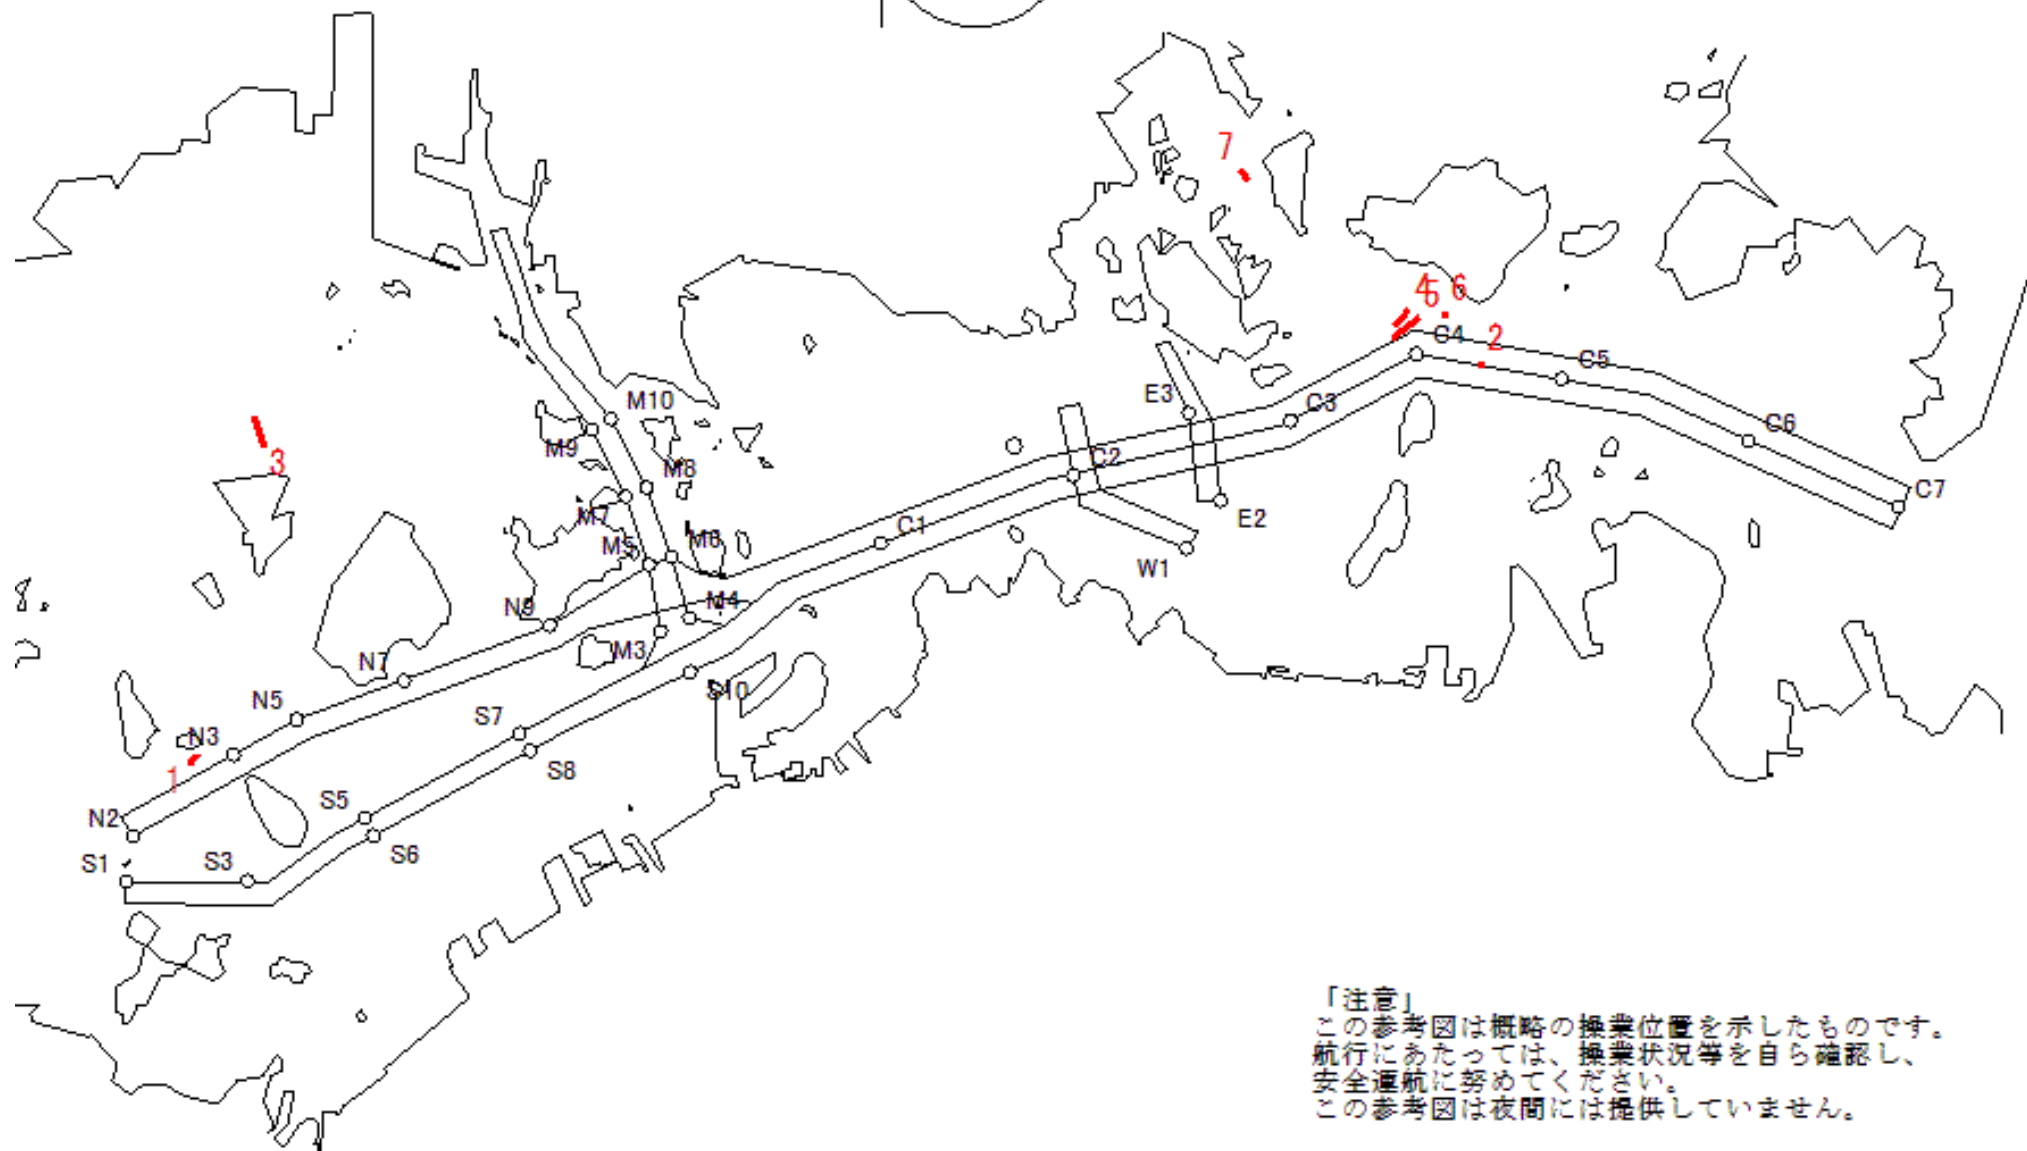 7
4
5
6
C4
2
C5
E3
M10
C3
C6
M9
3
C2
M8
C7
M7
E2
C1
M5
M6
W1
N9
M4
M3
N7
S10
N5
S7
N3
1
S8
S5
N2
S6
S1
S3
「注意」
この参考図は概略の操業位置を示したものです。
航行にあたっては、操業状況等を自ら確認し、
安全運航に努めてください。
この参考図は夜間には提供していません。